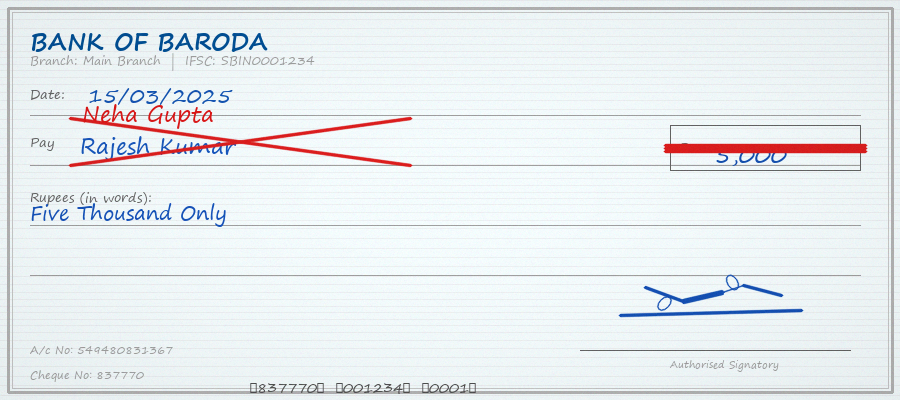 BANK OF BARODA
Branch: Main Branch | IFSC: SBIN0001234
Date: 15/03/2025
Neha Gupta
Pay Rajesh Kumar
5,000
Rupees (in words):
Five Thousand Only
A/c No: 549480831367
Authorised Signatory
Cheque No: 837770
837770 001234 0001